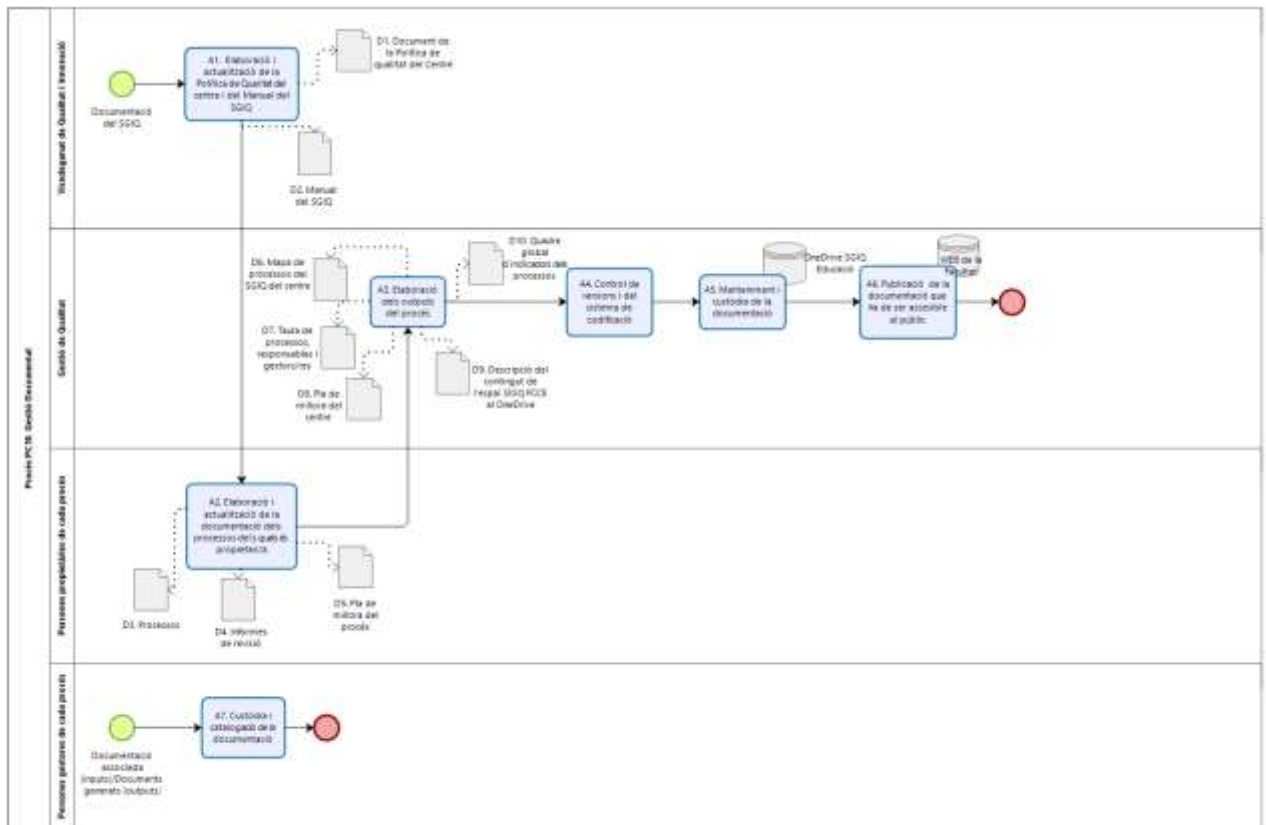 Procés PC10: Gestió Documental
Vicedeganat de Qualitat i Innovació
Documentació
del SGIQ
A1. Elaboració i
actualització de la
Política de Qualitat del
centre i del Manual del
SGIQ
D1. Document de
la Política de
qualitat del Centre
D2. Manual
del SGIQ
Gestió de Qualitat
D6. Mapa de
processos del
SGIQ del centre
D7. Taula de
processos,
responsables i
gestors/res
D8. Pla de
millora del
centre
A3. Elaboració
dels outputs
del procés
D10. Quadre
global
d'indicadors dels
processos
D9. Descripció del
contingut de
l'espai SGIQ
al OneDrive
A4. Control de
versions i del
sistema de
codificació
A5. Manteniment i
custòdia de la
documentació
OneDrive SGIQ
Educació
A6. Publicació de la
documentació que
ha de ser accesible
al públic
WEB de la
Facultat
Persones propietàries de cada procés
A2. Elaboració i
actualització de la
documentació dels
processos dels quals és
propietari/a
D3. Processos
D4. Informes
de revisió
D5. Pla de
millora del
procés
Persones gestores de cada procés
Documentació
associada
(inputs)/Documents
generats (outputs)
A7. Custòdia i
catalogació de la
documentació